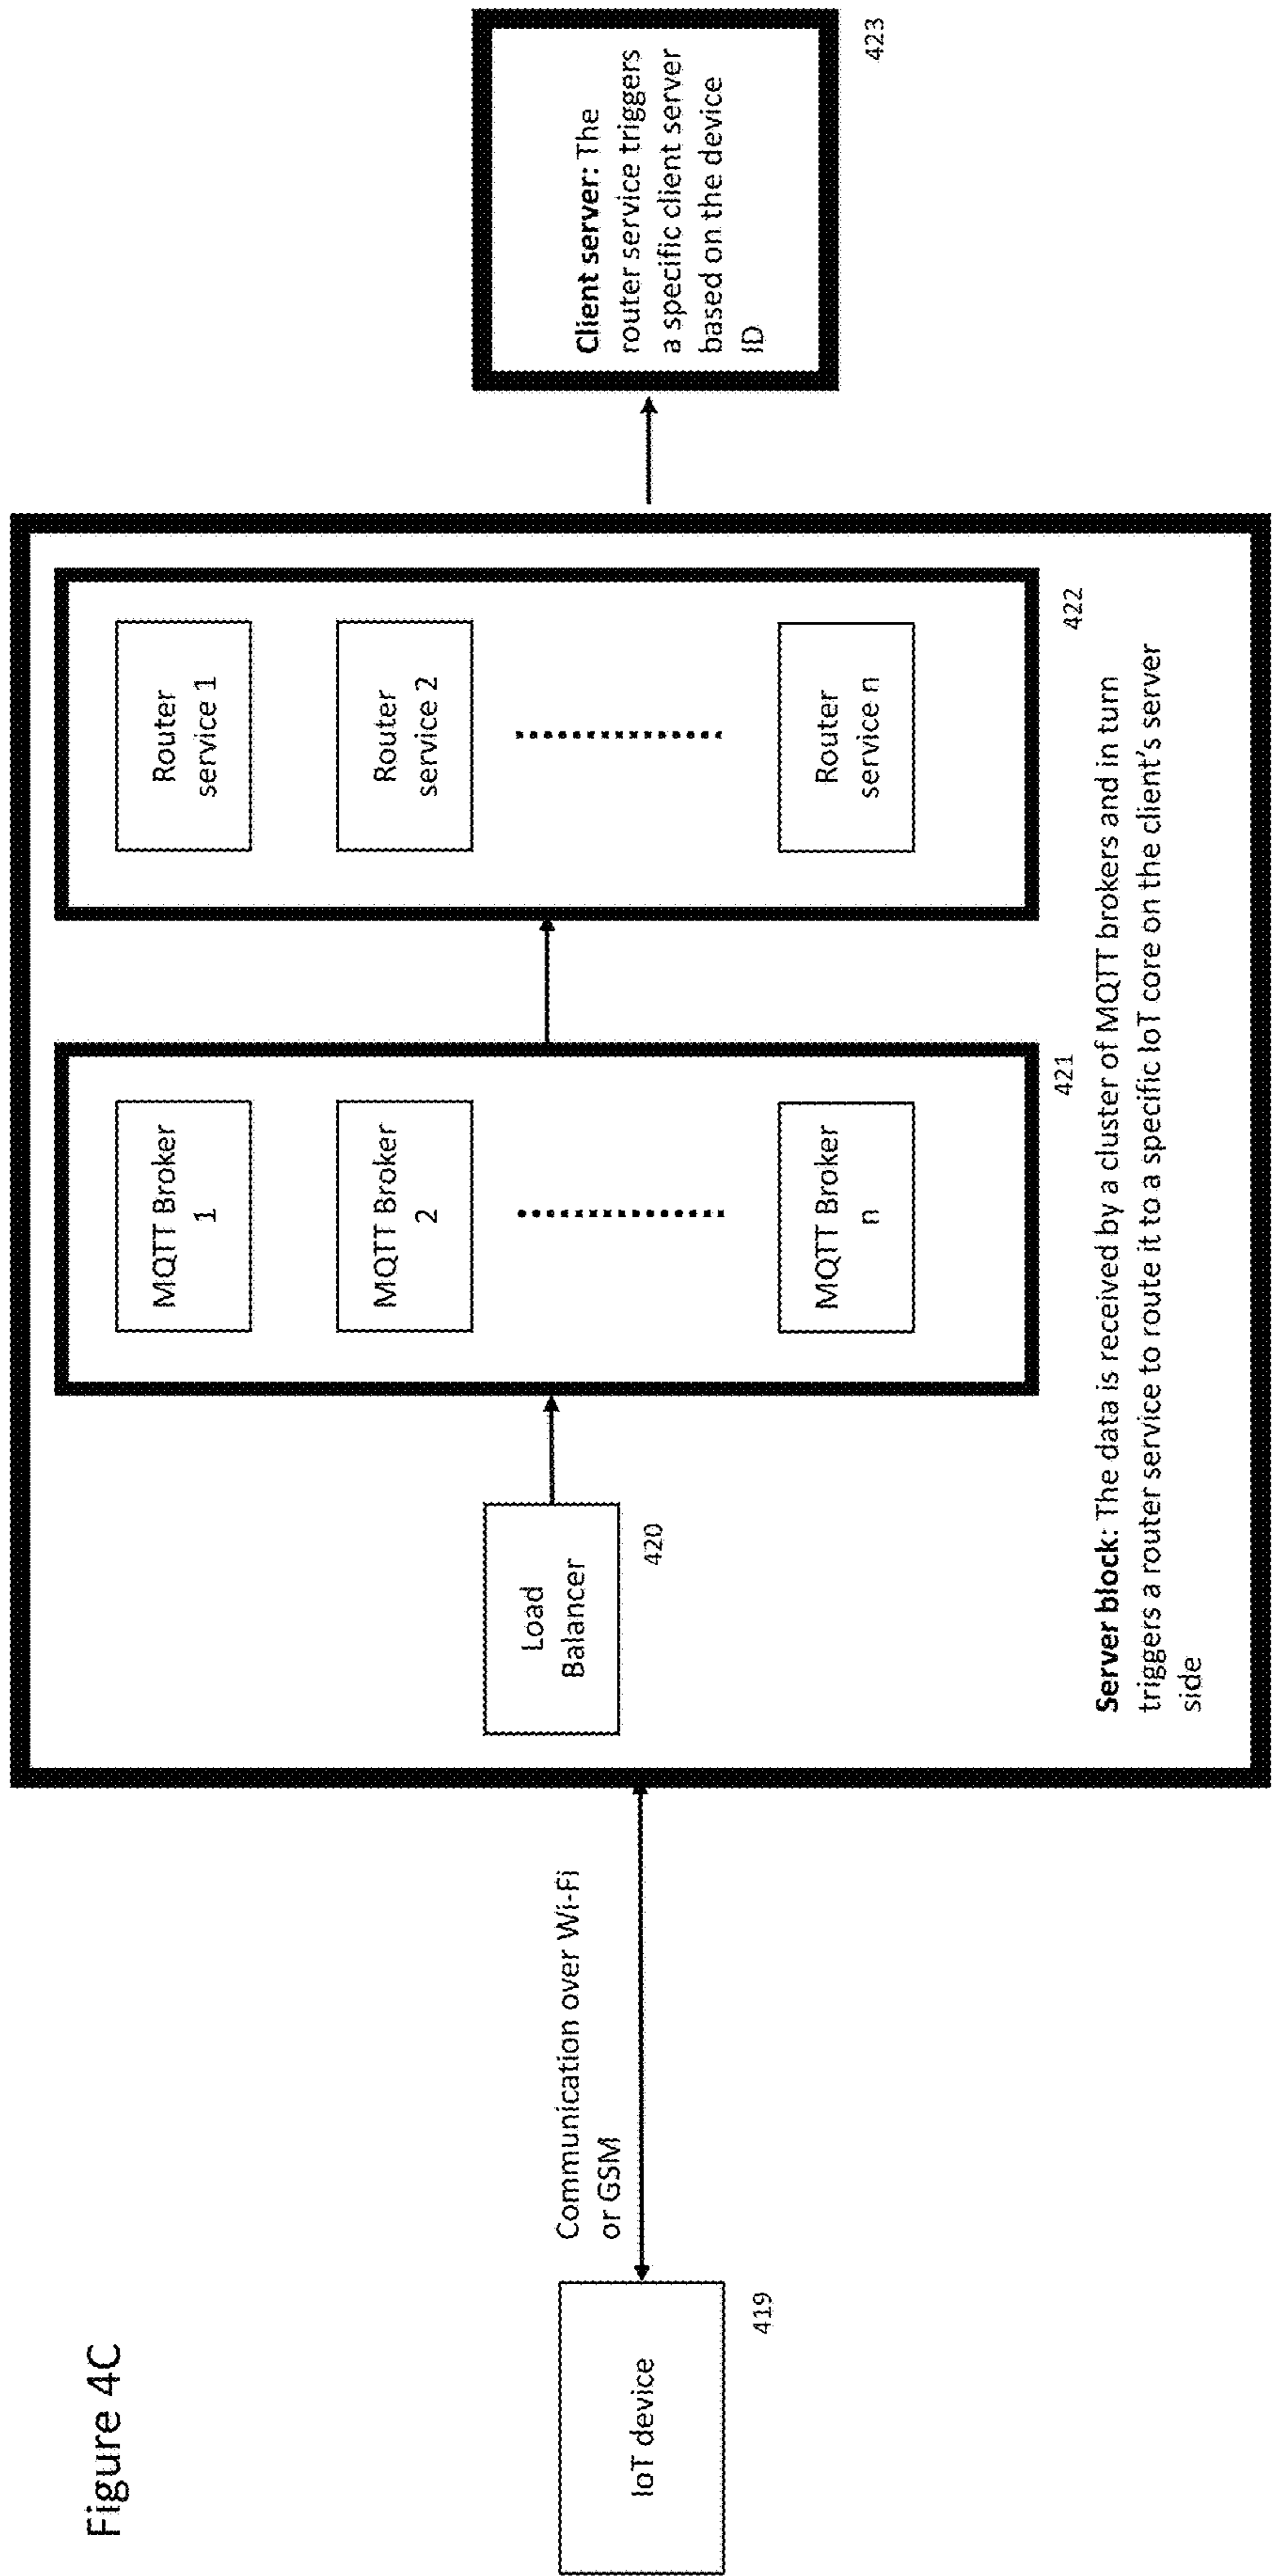 Figure 4C
IoT device
419
Communication over Wi-Fi
or GSM
Load
Balancer
420
MQTT Broker
1
MQTT Broker
2
MQTT Broker
n
421
Router
service 1
Router
service 2
Router
service n
422
Server block: The data is received by a cluster of MQTT brokers and in turn
triggers a router service to route it to a specific IoT core on the client's server
side
Client server: The
router service triggers
a specific client server
based on the device
ID
423